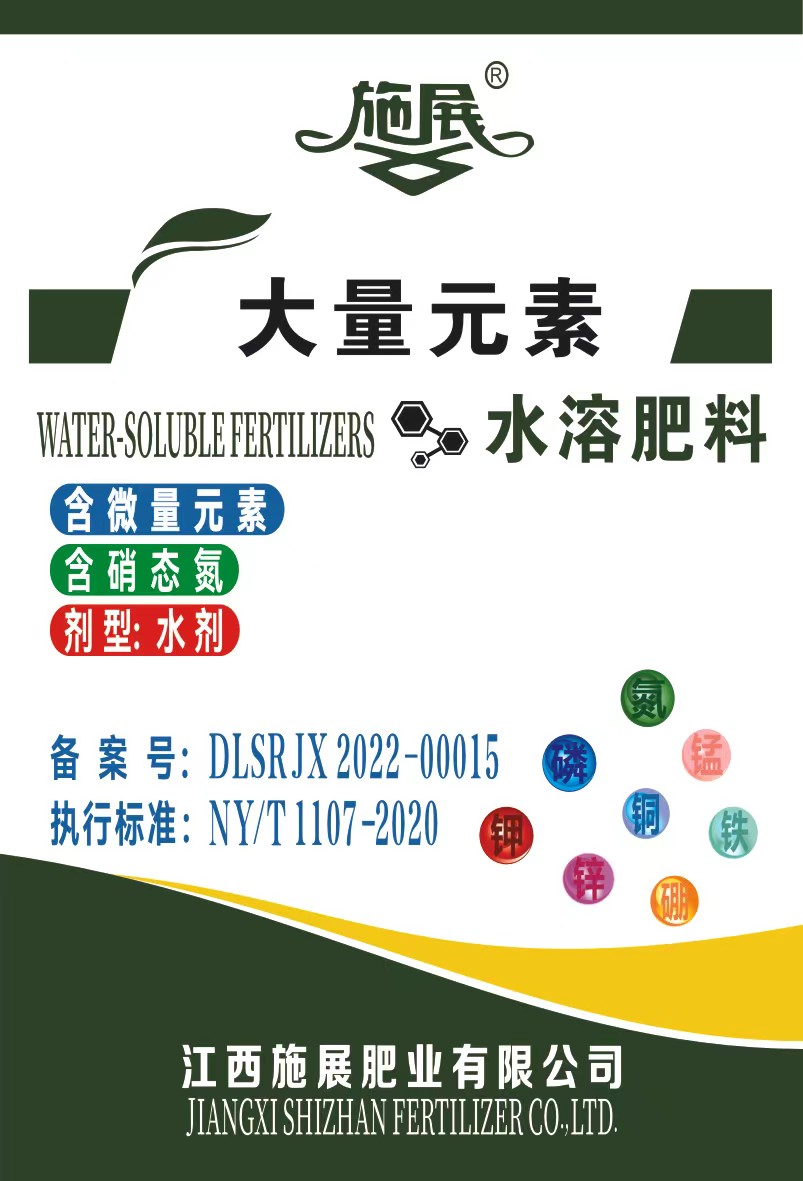 施展®
大量元素
WATER-SOLUBLE FERTILIZERS
水溶肥料
含微量元素
含硝态氮
剂型:水剂
备案号:DLSRJX 2022-00015
执行标准:NY/T 1107-2020
氮
磷
锰
钾
铜
铁
锌
硼
江西施展肥业有限公司
JIANGXI SHIZHAN FERTILIZER CO.,LTD.